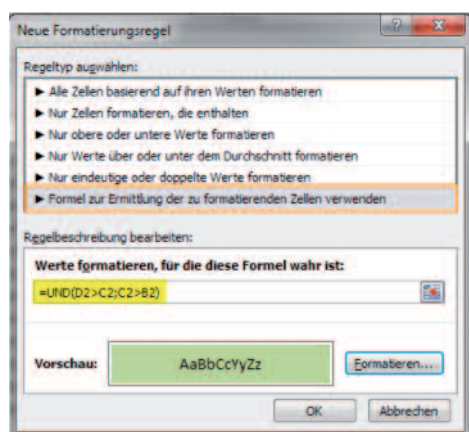 Neue Formatierungsregel
Regeltyp auswählen:
► Alle Zellen basierend auf ihren Werten formatieren
► Nur Zellen formatieren, die enthalten
► Nur obere oder untere Werte formatieren
► Nur Werte über oder unter dem Durchschnitt formatieren
► Nur eindeutige oder doppelte Werte formatieren
► Formel zur Ermittlung der zu formatierenden Zellen verwenden
Regelbeschreibung bearbeiten:
Werte formatieren, für die diese Formel wahr ist:
=UND(D2>C2;C2>B2)
Vorschau: AaBbCcYyZz Formatieren...
OK Abbrechen